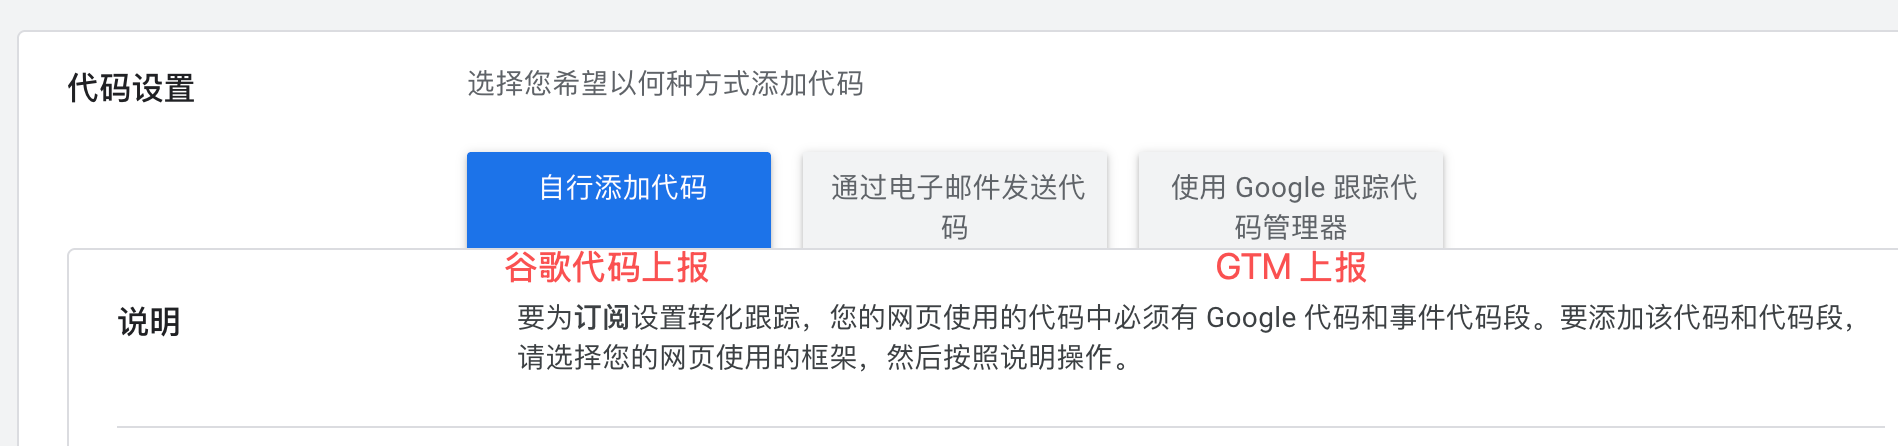 代码设置
选择您希望以何种方式添加代码
自行添加代码
通过电子邮件发送代
码
使用 Google 跟踪代
码管理器
谷歌代码上报
GTM 上报
说明
要为订阅设置转化跟踪，您的网页使用的代码中必须有 Google 代码和事件代码段。要添加该代码和代码段，
请选择您的网页使用的框架，然后按照说明操作。